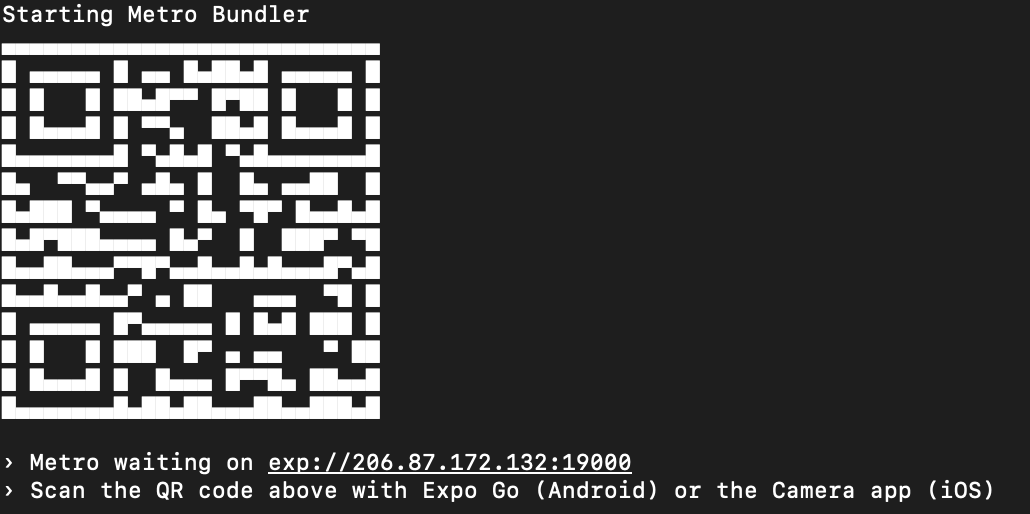 Starting Metro Bundler
› Metro waiting on exp://206.87.172.132:19000
› Scan the QR code above with Expo Go (Android) or the Camera app (iOS)